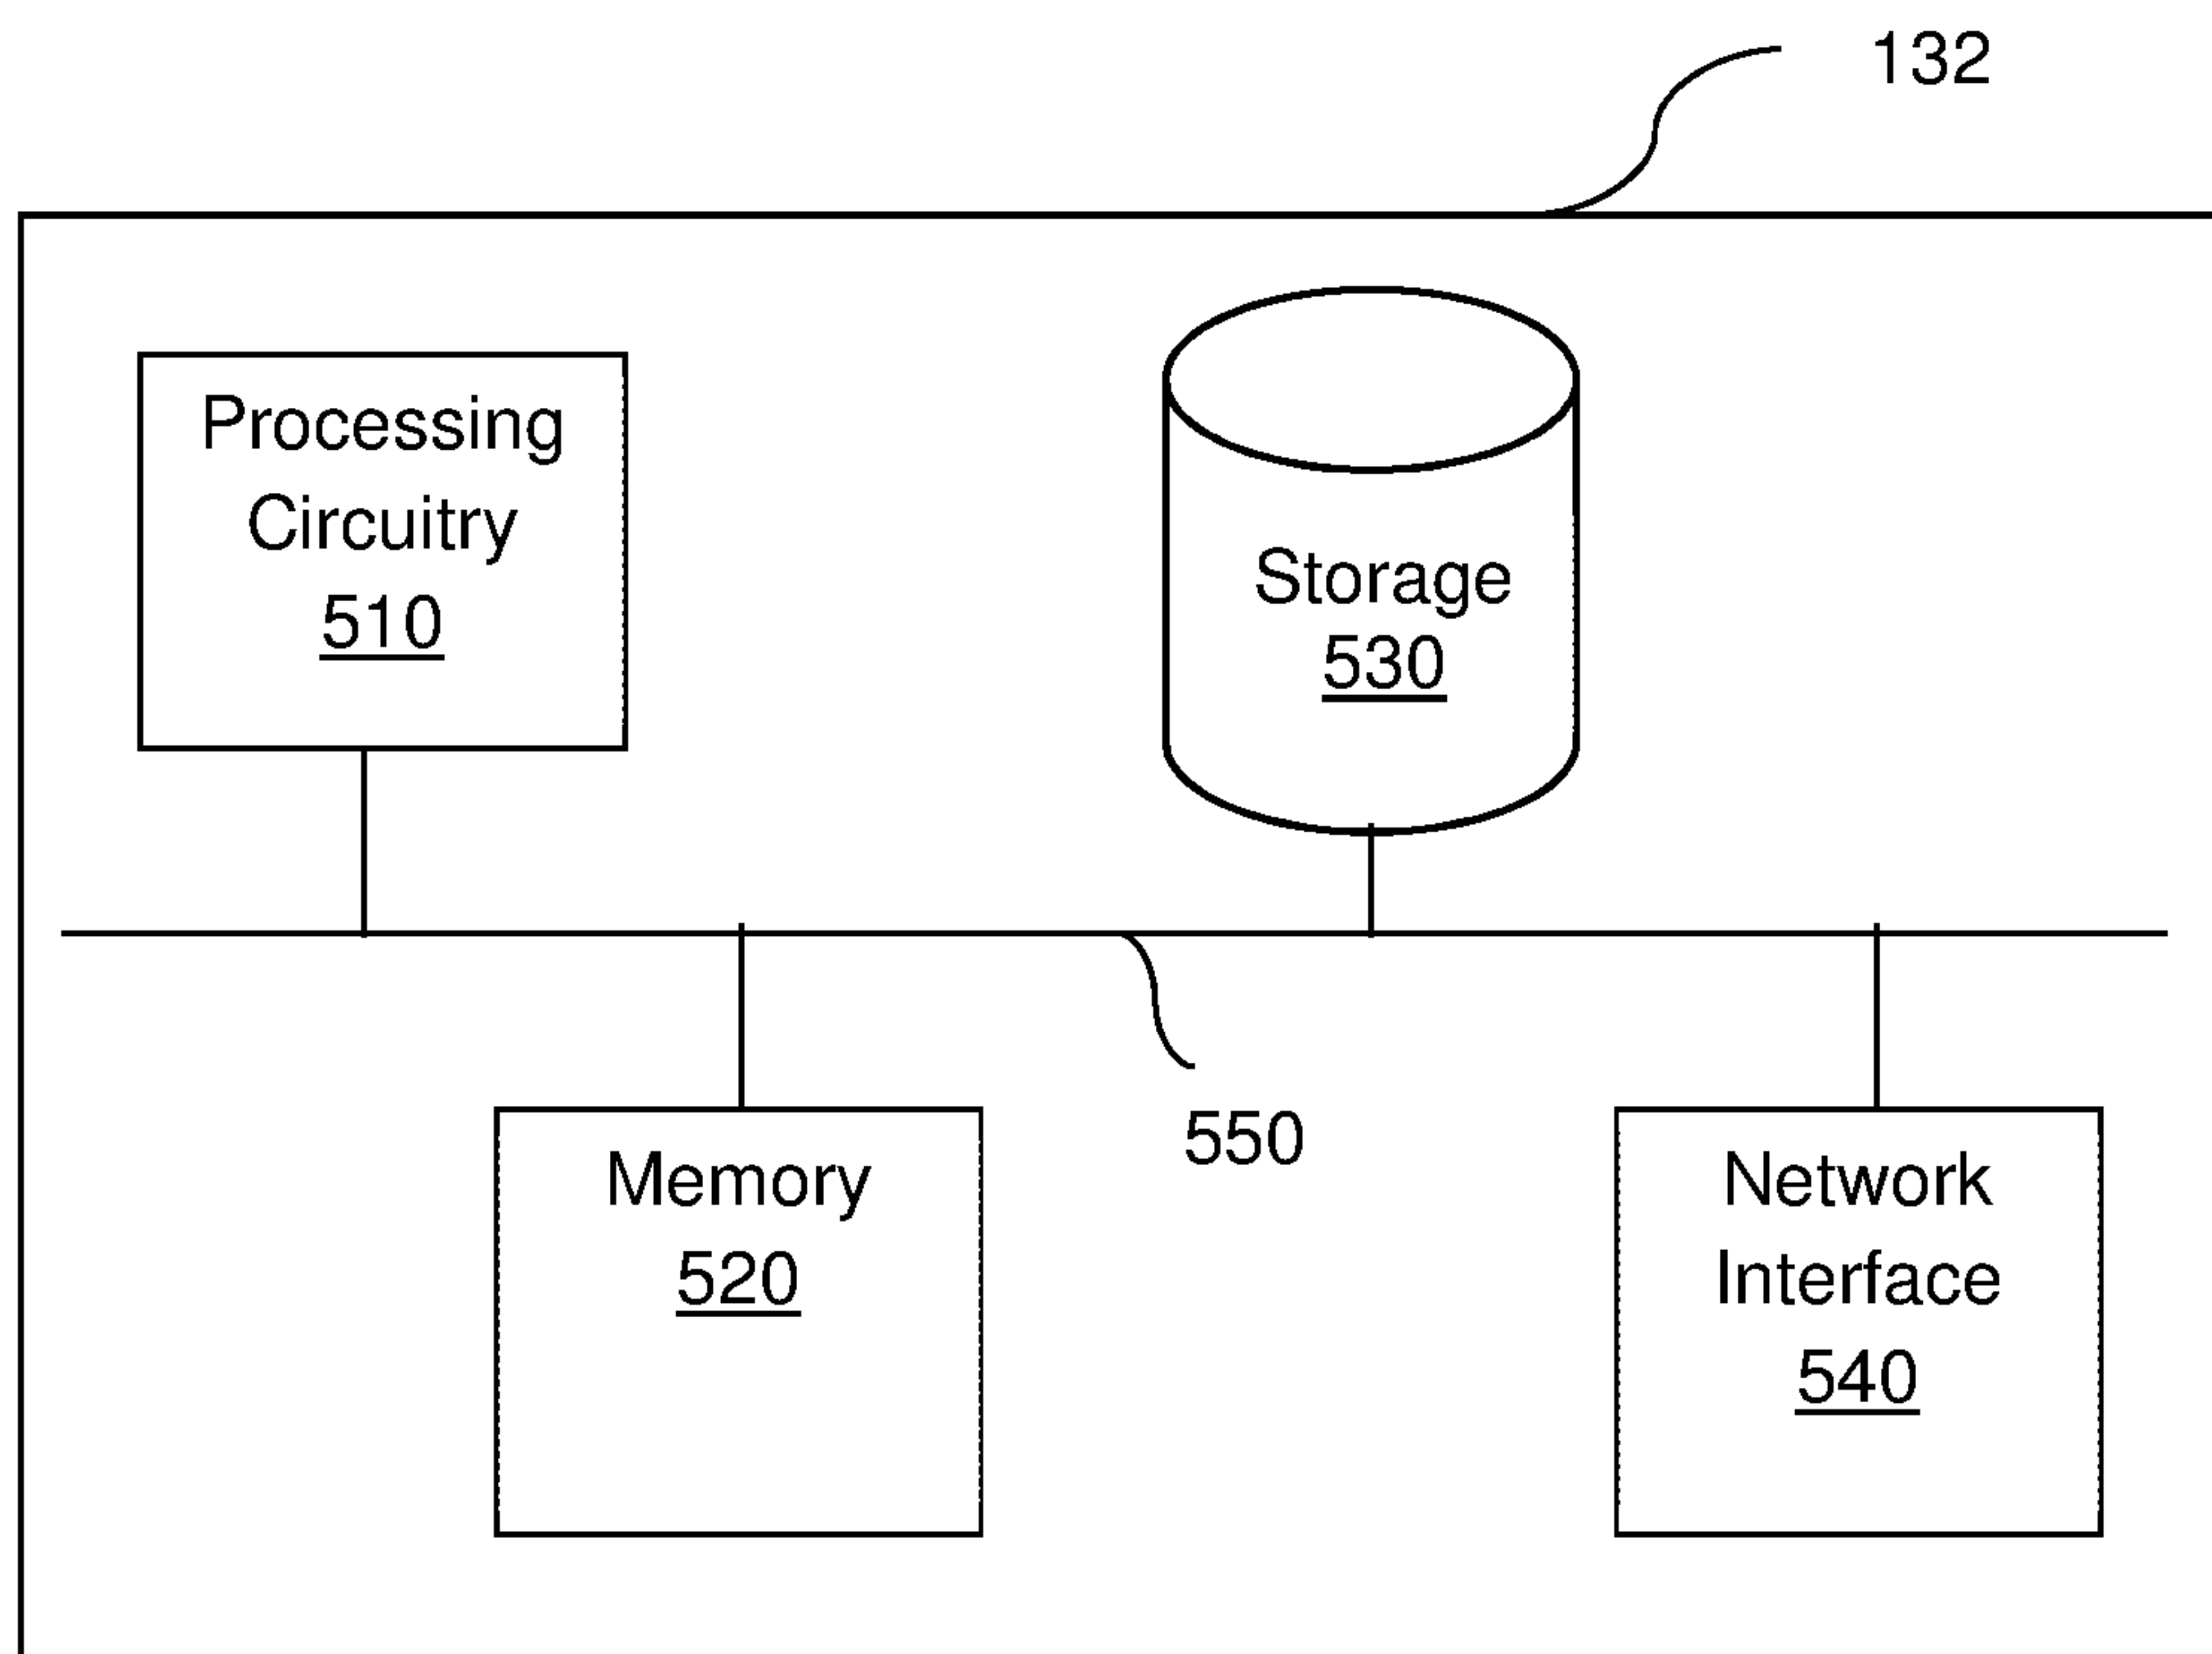 132
Processing
Circuitry
510
Storage
530
550
Memory
520
Network
Interface
540